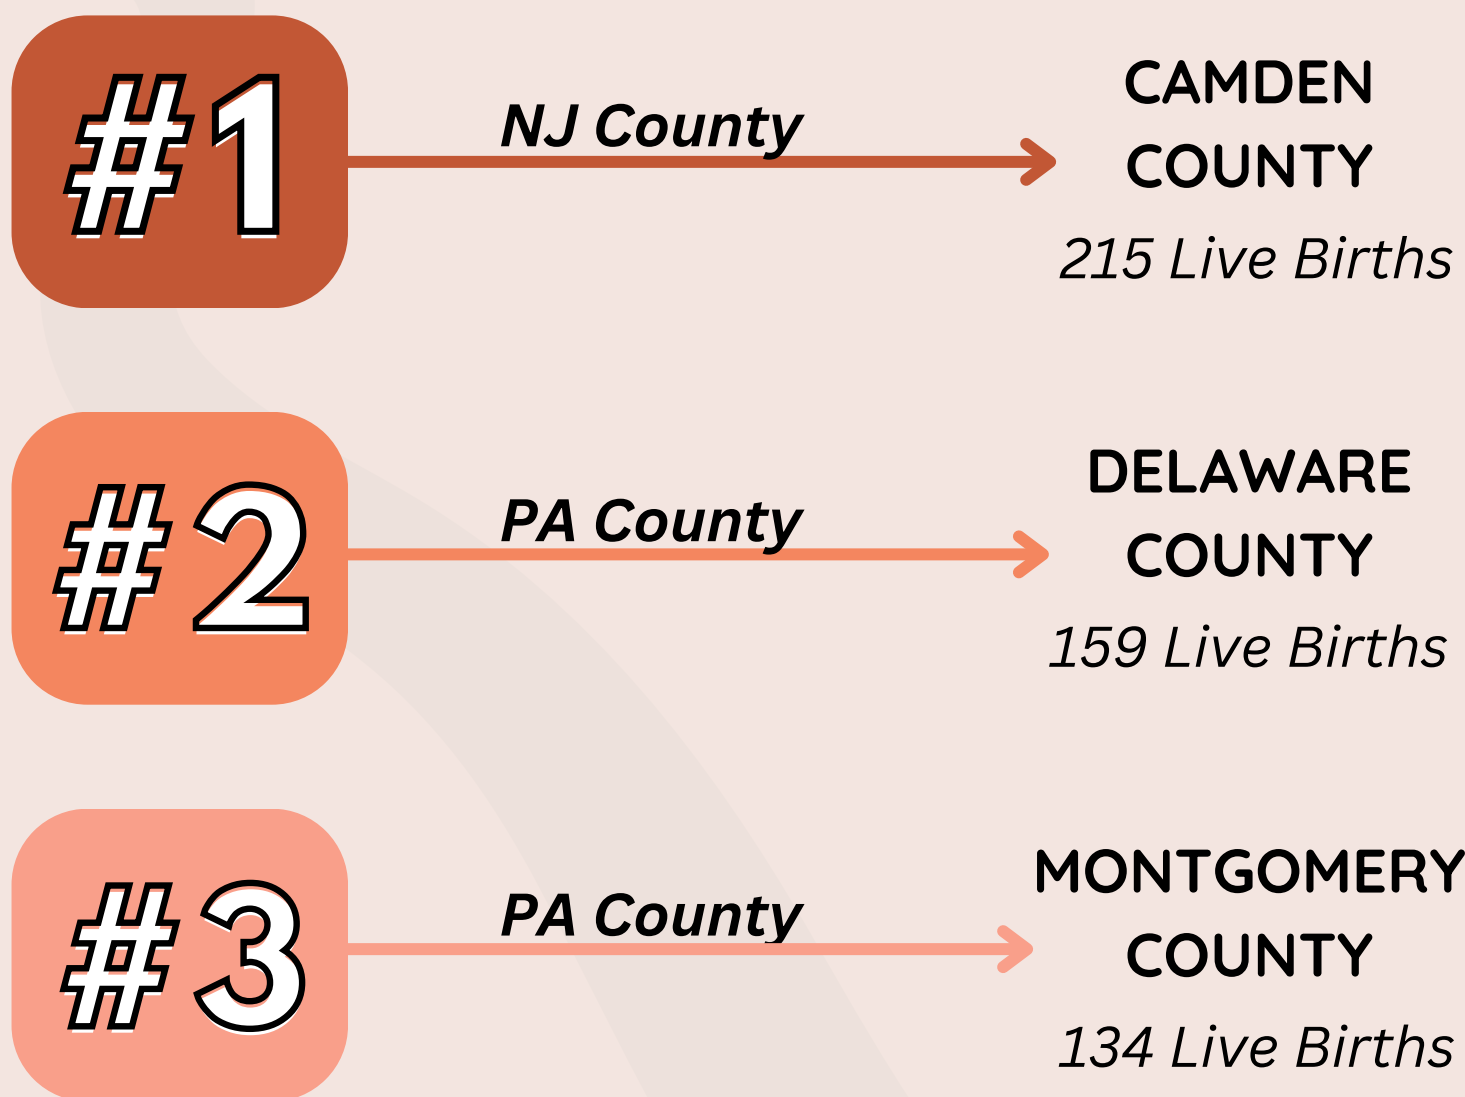 #1
NJ County
CAMDEN
COUNTY
215 Live Births
#2
PA County
DELAWARE
COUNTY
159 Live Births
#3
PA County
MONTGOMERY
COUNTY
134 Live Births